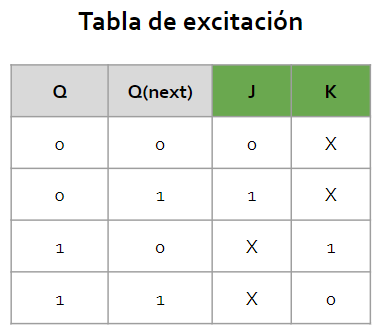 Tabla de excitación
Q Q(next) J K
0 0 0 X
0 1 1 X
1 0 X 1
1 1 X 0